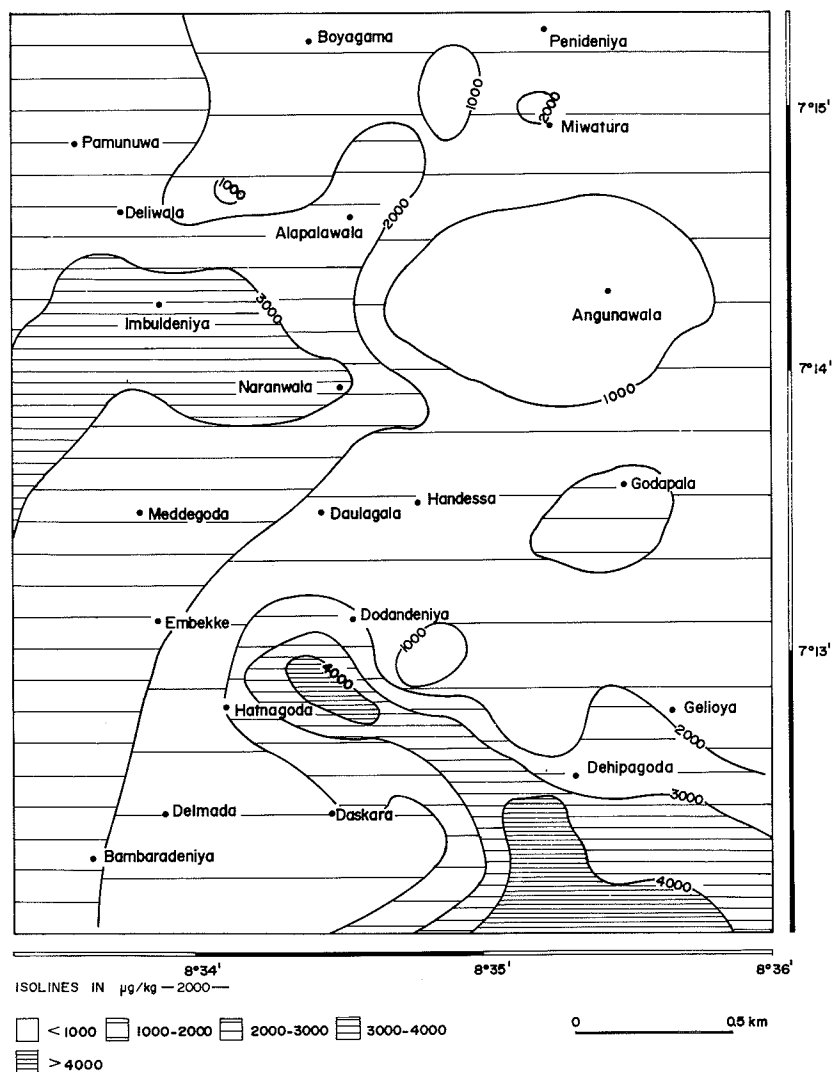 Boyagama
Penideniya
1000
2000
7°15'
Miwatura
Pamunuwa
1000
Deliwala
2000
Alapalawala
3000
Imbuldeniya
Angunawala
7°14'
Naranwala
1000
Godapala
Handessa
Meddegoda
Daulagala
Dodandeniya
Embekke
1000
7°13'
4000
Hatnagoda
Gelioya
2000
Dehipagoda
3000
Delmada
Daskara
Bambaradeniya
4000
8°34' 8°35' 8°36'
ISOLINES IN µg/kg —2000—
<1000 1000-2000 2000-3000 3000-4000
>4000
0 0.5 km